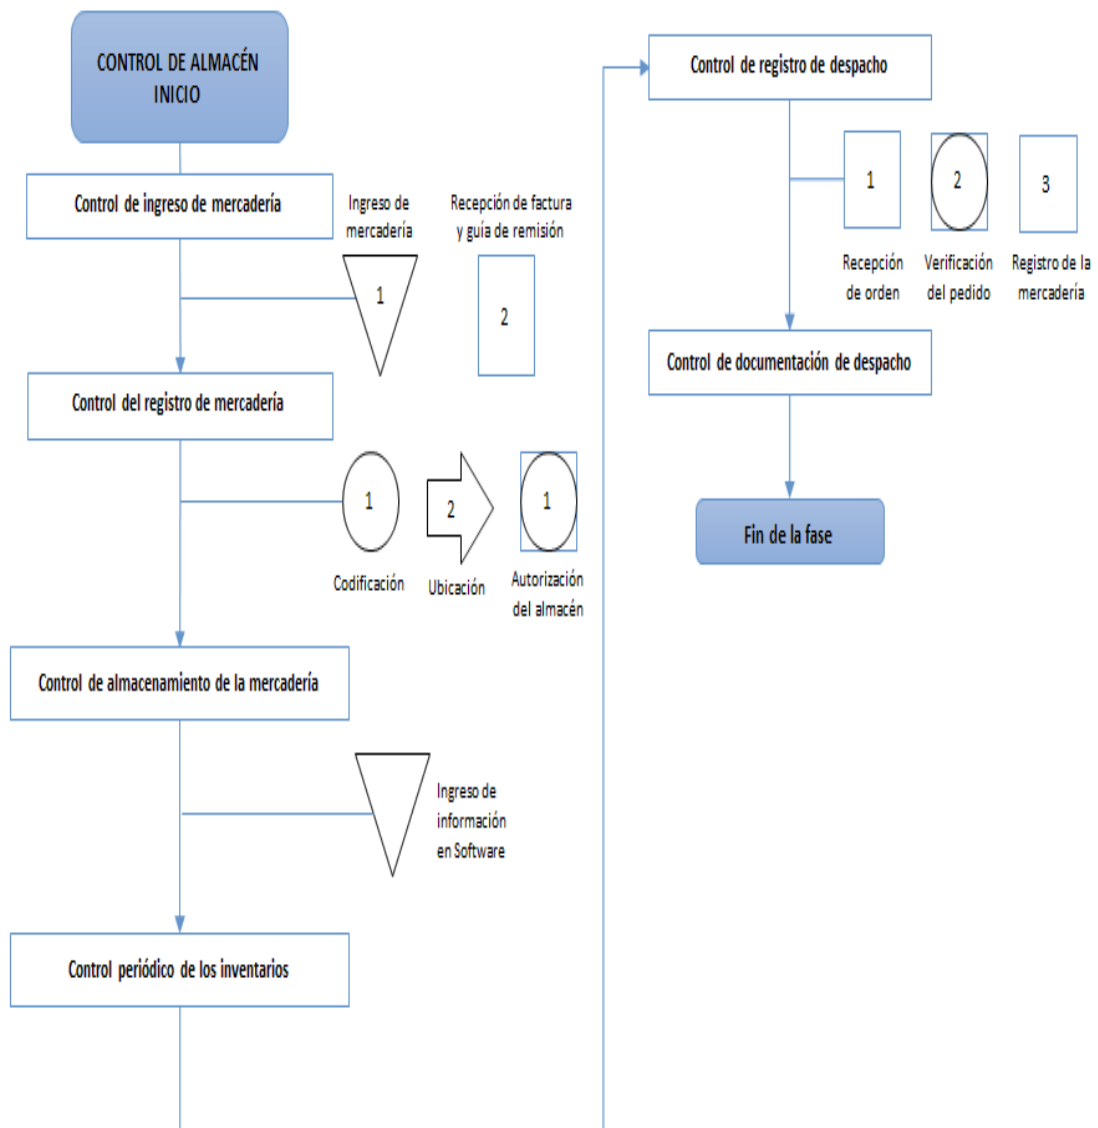 CONTROL DE ALMACÉN
INICIO
Control de ingreso de mercadería
Ingreso de
mercadería
Recepción de factura
y guía de remisión
1
2
Control del registro de mercadería
1
2
1
Codificación
Ubicación
Autorización
del almacén
Control de almacenamiento de la mercadería
Ingreso de
información
en Software
Control periódico de los inventarios
Control de registro de despacho
1
2
3
Recepción
de orden
Verificación
del pedido
Registro de la
mercadería
Control de documentación de despacho
Fin de la fase